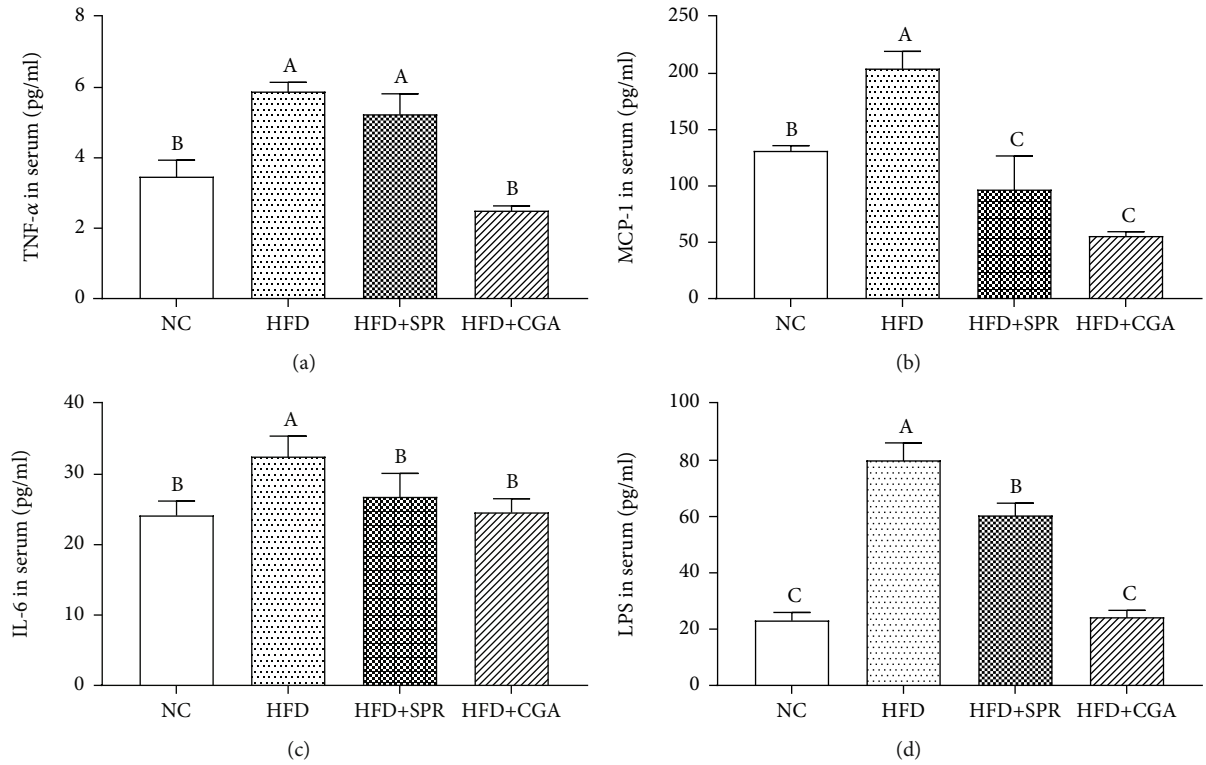 TNF-α in serum (pg/ml)
8
6
4
2
0
B
A
A
B
NC
HFD
HFD+SPR
HFD+CGA
(a)
MCP-1 in serum (pg/ml)
250
200
150
100
50
0
B
A
C
C
NC
HFD
HFD+SPR
HFD+CGA
(b)
IL-6 in serum (pg/ml)
40
30
20
10
0
B
A
B
B
NC
HFD
HFD+SPR
HFD+CGA
(c)
LPS in serum (pg/ml)
100
80
60
40
20
0
C
A
B
C
NC
HFD
HFD+SPR
HFD+CGA
(d)